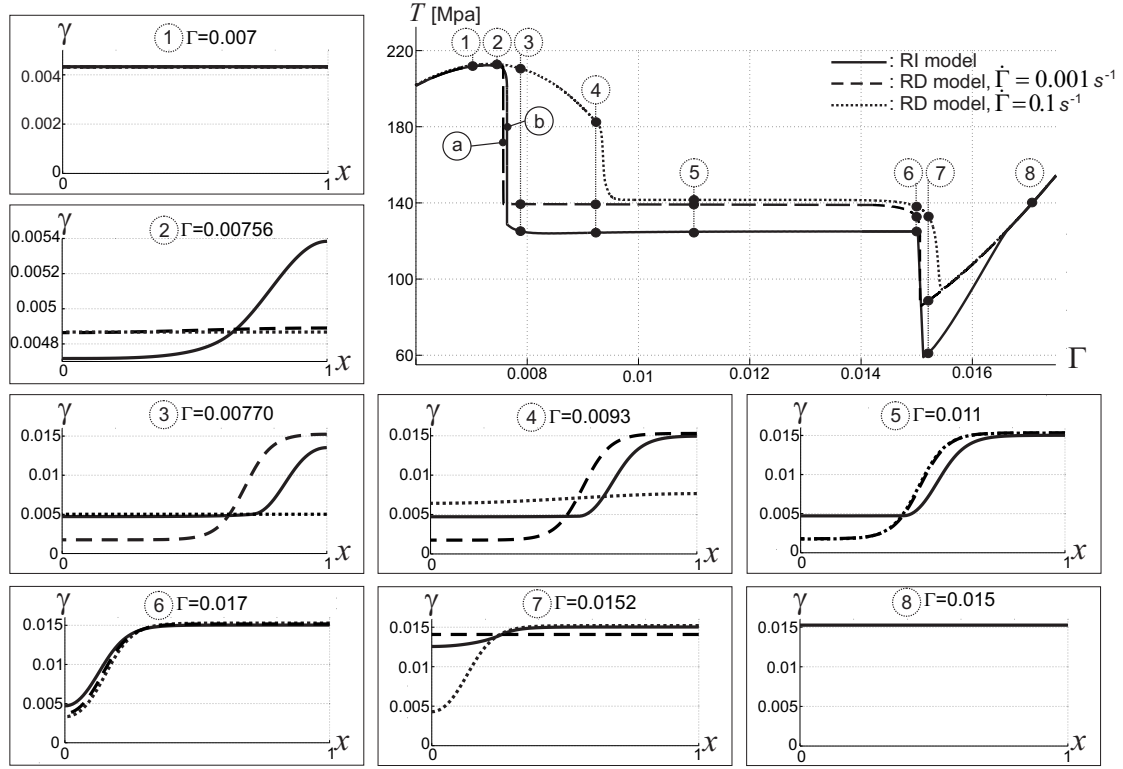 γ
① Γ=0.007
0.004
0.002
0
0
1
x
T [Mpa]
220
180
140
100
60
0.008
0.01
0.012
0.014
0.016
Γ
1
2
3
4
5
6
7
8
a
b
: RI model
: RD model, Γ̇ = 0.001 s⁻¹
: RD model, Γ̇ = 0.1 s⁻¹
γ
② Γ=0.00756
0.0054
0.0052
0.005
0.0048
0
1
x
γ
③ Γ=0.00770
0.015
0.01
0.005
0
0
1
x
γ
④ Γ=0.0093
0.015
0.01
0.005
0
0
1
x
γ
⑤ Γ=0.011
0.015
0.01
0.005
0
0
1
x
γ
⑥ Γ=0.017
0.015
0.01
0.005
0
0
1
x
γ
⑦ Γ=0.0152
0.015
0.01
0.005
0
0
1
x
γ
⑧ Γ=0.015
0.015
0.01
0.005
0
0
1
x